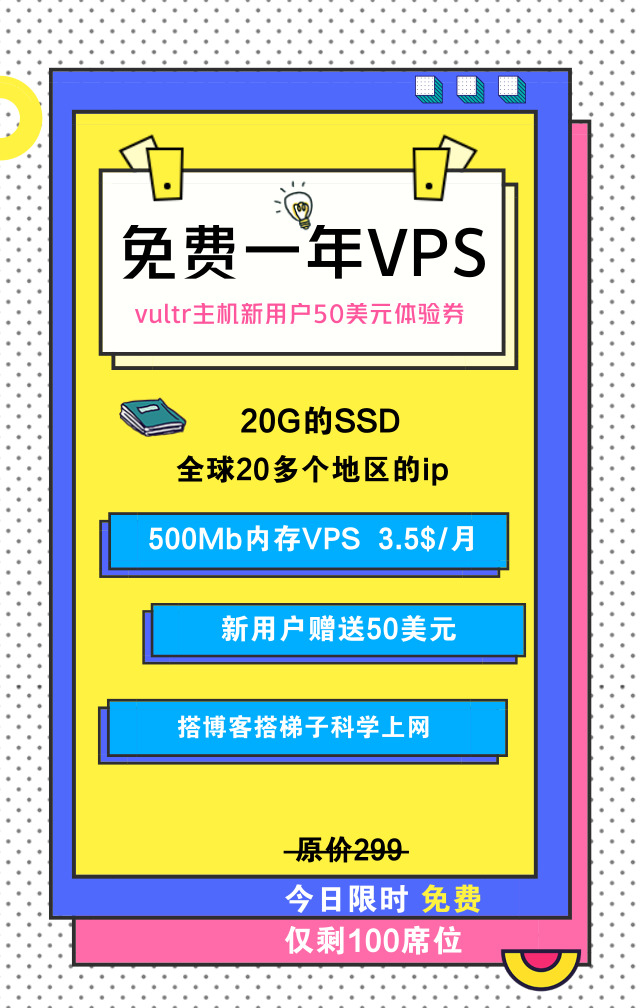 免费一年VPS
vultr主机新用户50美元体验券
20G的SSD
全球20多个地区的ip
500Mb内存VPS 3.5$/月
新用户赠送50美元
搭博客搭梯子科学上网
原价299
今日限时 免费
仅剩100席位